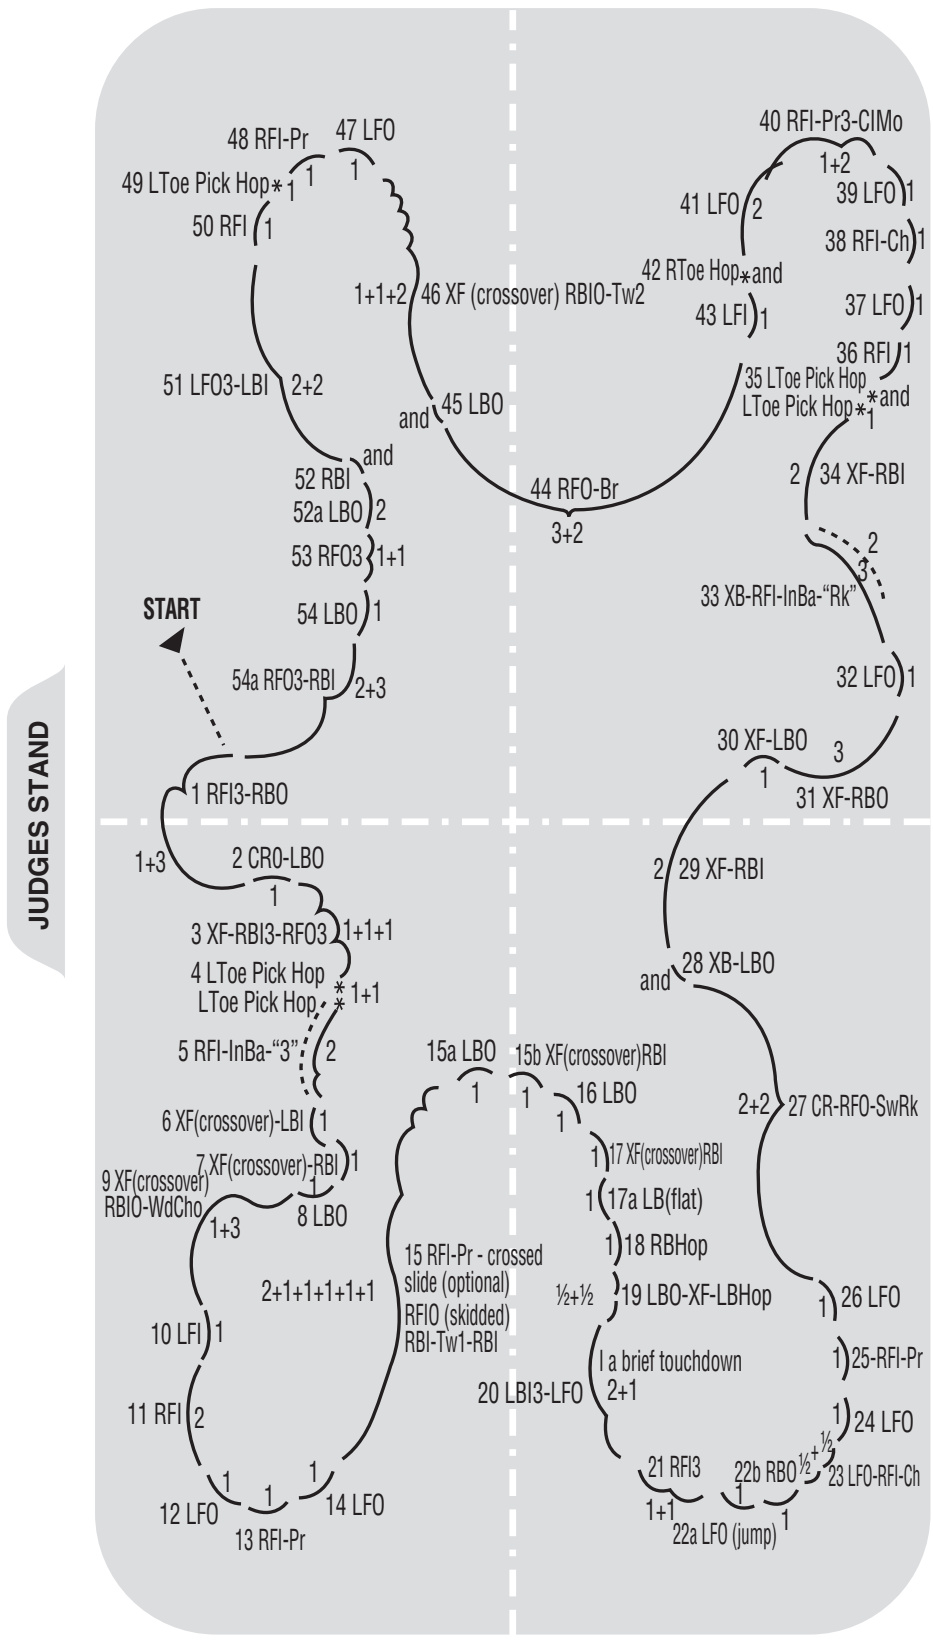 40 RFI-Pr3-ClMo
1+2
48 RFI-Pr
1
47 LFO
1
49 LToe Pick Hop*
1
50 RFI
1
39 LFO
1
41 LFO
2
38 RFI-Ch
1
42 RToe Hop*and
43 LFI
1
37 LFO
1
1+1+2
46 XF (crossover) RBIO-Tw2
36 RFI
1
35 LToe Pick Hop
*and
LToe Pick Hop*
1
51 LFO3-LBI
2+2
and
45 LBO
and
52 RBI
52a LBO
2
44 RFO-Br
3+2
2
34 XF-RBI
53 RFO3
1+1
2
3
33 XB-RFI-InBa-“Rk”
START
54 LBO
1
54a RFO3-RBI
2+3
32 LFO
1
30 XF-LBO
1
3
31 XF-RBO
1 RFI3-RBO
JUDGES STAND
1+3
2 CR0-LBO
1
2
29 XF-RBI
3 XF-RBI3-RFO3
1+1+1
4 LToe Pick Hop
*
LToe Pick Hop
*
1+1
28 XB-LBO
and
5 RFI-InBa-“3”
2
15a LBO
1
15b XF(crossover)RBI
1
16 LBO
1
6 XF(crossover)-LBI
1
2+2
27 CR-RFO-SwRk
7 XF(crossover)-RBI
1
17 XF(crossover)RBI
1
9 XF(crossover)
RBIO-WdCho
1+3
1
8 LBO
1
17a LB(flat)
1
18 RBHop
15 RFI-Pr - crossed
slide (optional)
RFIO (skidded)
RBI-Tw1-RBI
2+1+1+1+1+1
½+½
19 LBO-XF-LBHop
26 LFO
1
10 LFI
1
I a brief touchdown
20 LBI3-LFO
2+1
1
25-RFI-Pr
11 RFI
2
1
24 LFO
½+½
23 LFO-RFI-Ch
1
12 LFO
1
13 RFI-Pr
1
14 LFO
21 RFI3
1+1
22b RBO
1
22a LFO (jump)
1